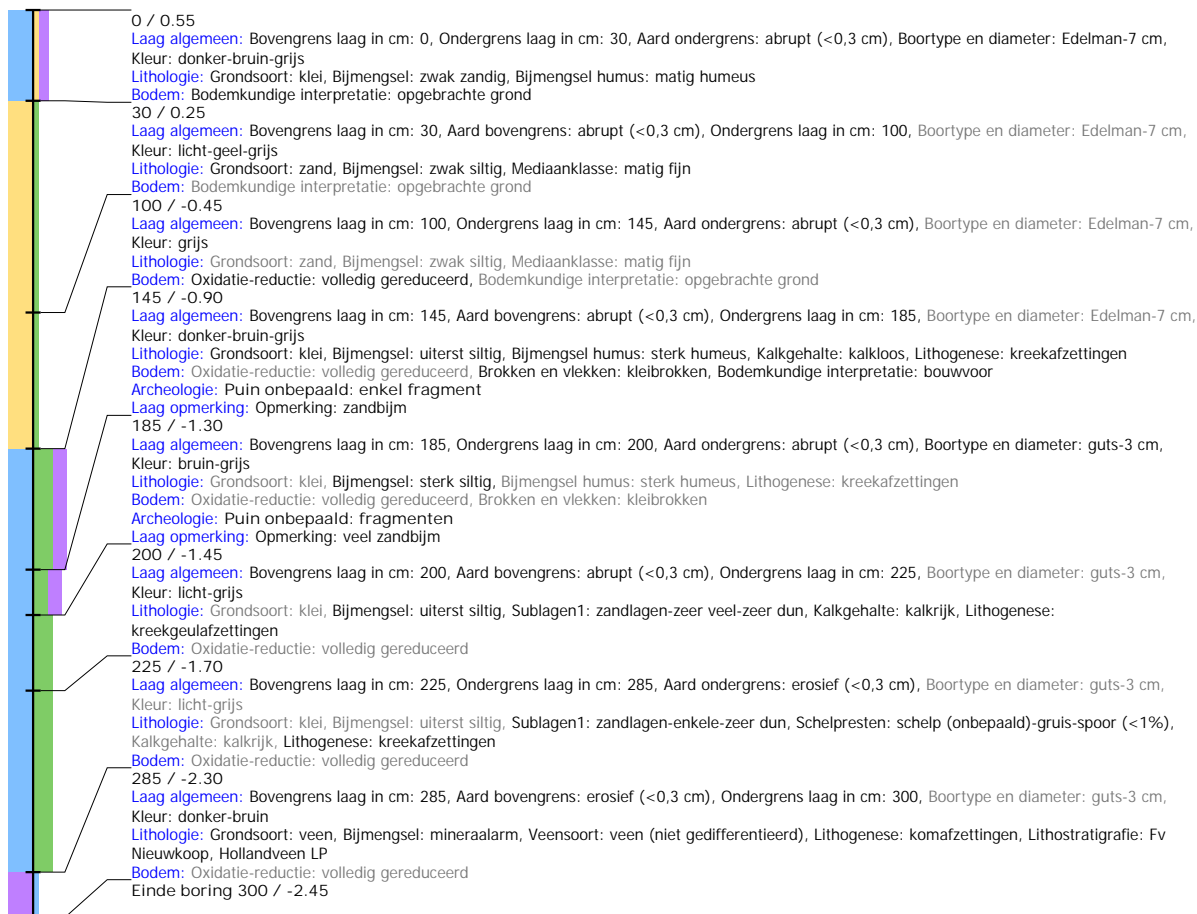 0 / 0.55
Laag algemeen: Bovengrens laag in cm: 0, Ondergrens laag in cm: 30, Aard ondergrens: abrupt (<0,3 cm), Boortype en diameter: Edelman-7 cm,
Kleur: donker-bruin-grijs
Lithologie: Grondsoort: klei, Bijmengsel: zwak zandig, Bijmengsel humus: matig humeus
Bodem: Bodemkundige interpretatie: opgebrachte grond
30 / 0.25
Laag algemeen: Bovengrens laag in cm: 30, Aard bovengrens: abrupt (<0,3 cm), Ondergrens laag in cm: 100, Boortype en diameter: Edelman-7 cm,
Kleur: licht-geel-grijs
Lithologie: Grondsoort: zand, Bijmengsel: zwak siltig, Mediaanklasse: matig fijn
Bodem: Bodemkundige interpretatie: opgebrachte grond
100 / -0.45
Laag algemeen: Bovengrens laag in cm: 100, Ondergrens laag in cm: 145, Aard ondergrens: abrupt (<0,3 cm), Boortype en diameter: Edelman-7 cm,
Kleur: grijs
Lithologie: Grondsoort: zand, Bijmengsel: zwak siltig, Mediaanklasse: matig fijn
Bodem: Oxidatie-reductie: volledig gereduceerd, Bodemkundige interpretatie: opgebrachte grond
145 / -0.90
Laag algemeen: Bovengrens laag in cm: 145, Aard bovengrens: abrupt (<0,3 cm), Ondergrens laag in cm: 185, Boortype en diameter: Edelman-7 cm,
Kleur: donker-bruin-grijs
Lithologie: Grondsoort: klei, Bijmengsel: uiterst siltig, Bijmengsel humus: sterk humeus, Kalkgehalte: kalkloos, Lithogenese: kreekafzettingen
Bodem: Oxidatie-reductie: volledig gereduceerd, Brokken en vlekken: kleibrokken, Bodemkundige interpretatie: bouwvoor
Archeologie: Puin onbepaald: enkel fragment
Laag opmerking: Opmerking: zandbijm
185 / -1.30
Laag algemeen: Bovengrens laag in cm: 185, Ondergrens laag in cm: 200, Aard ondergrens: abrupt (<0,3 cm), Boortype en diameter: guts-3 cm,
Kleur: bruin-grijs
Lithologie: Grondsoort: klei, Bijmengsel: sterk siltig, Bijmengsel humus: sterk humeus, Lithogenese: kreekafzettingen
Bodem: Oxidatie-reductie: volledig gereduceerd, Brokken en vlekken: kleibrokken
Archeologie: Puin onbepaald: fragmenten
Laag opmerking: Opmerking: veel zandbijm
200 / -1.45
Laag algemeen: Bovengrens laag in cm: 200, Aard bovengrens: abrupt (<0,3 cm), Ondergrens laag in cm: 225, Boortype en diameter: guts-3 cm,
Kleur: licht-grijs
Lithologie: Grondsoort: klei, Bijmengsel: uiterst siltig, Sublagen1: zandlagen-zeer veel-zeer dun, Kalkgehalte: kalkrijk, Lithogenese:
kreekgeulafzettingen
Bodem: Oxidatie-reductie: volledig gereduceerd
225 / -1.70
Laag algemeen: Bovengrens laag in cm: 225, Ondergrens laag in cm: 285, Aard ondergrens: erosief (<0,3 cm), Boortype en diameter: guts-3 cm,
Kleur: licht-grijs
Lithologie: Grondsoort: klei, Bijmengsel: uiterst siltig, Sublagen1: zandlagen-enkele-zeer dun, Schelpresten: schelp (onbepaald)-gruis-spoor (<1%),
Kalkgehalte: kalkrijk, Lithogenese: kreekafzettingen
Bodem: Oxidatie-reductie: volledig gereduceerd
285 / -2.30
Laag algemeen: Bovengrens laag in cm: 285, Aard bovengrens: erosief (<0,3 cm), Ondergrens laag in cm: 300, Boortype en diameter: guts-3 cm,
Kleur: donker-bruin
Lithologie: Grondsoort: veen, Bijmengsel: mineraalarm, Veensoort: veen (niet gedifferentieerd), Lithogenese: komafzettingen, Lithostratigrafie: Fv
Nieuwkoop, Hollandveen LP
Bodem: Oxidatie-reductie: volledig gereduceerd
Einde boring 300 / -2.45